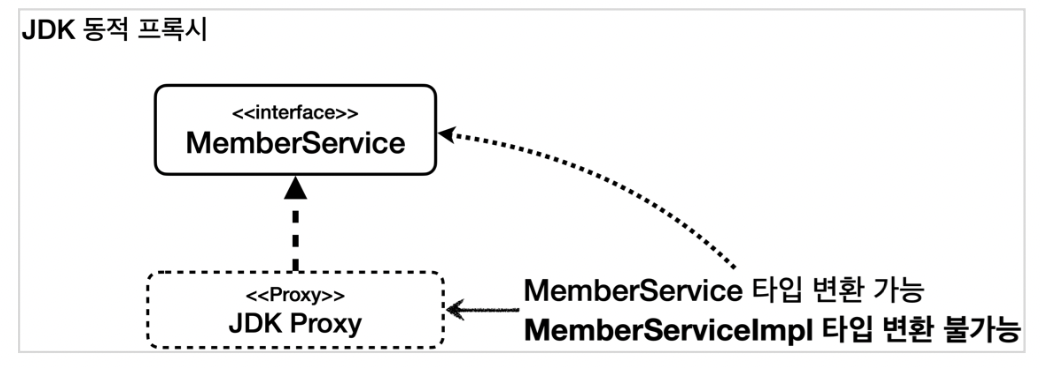 JDK 동적 프록시
<<interface>>
MemberService
<<Proxy>>
JDK Proxy
MemberService 타입 변환 가능
MemberServiceImpl 타입 변환 불가능